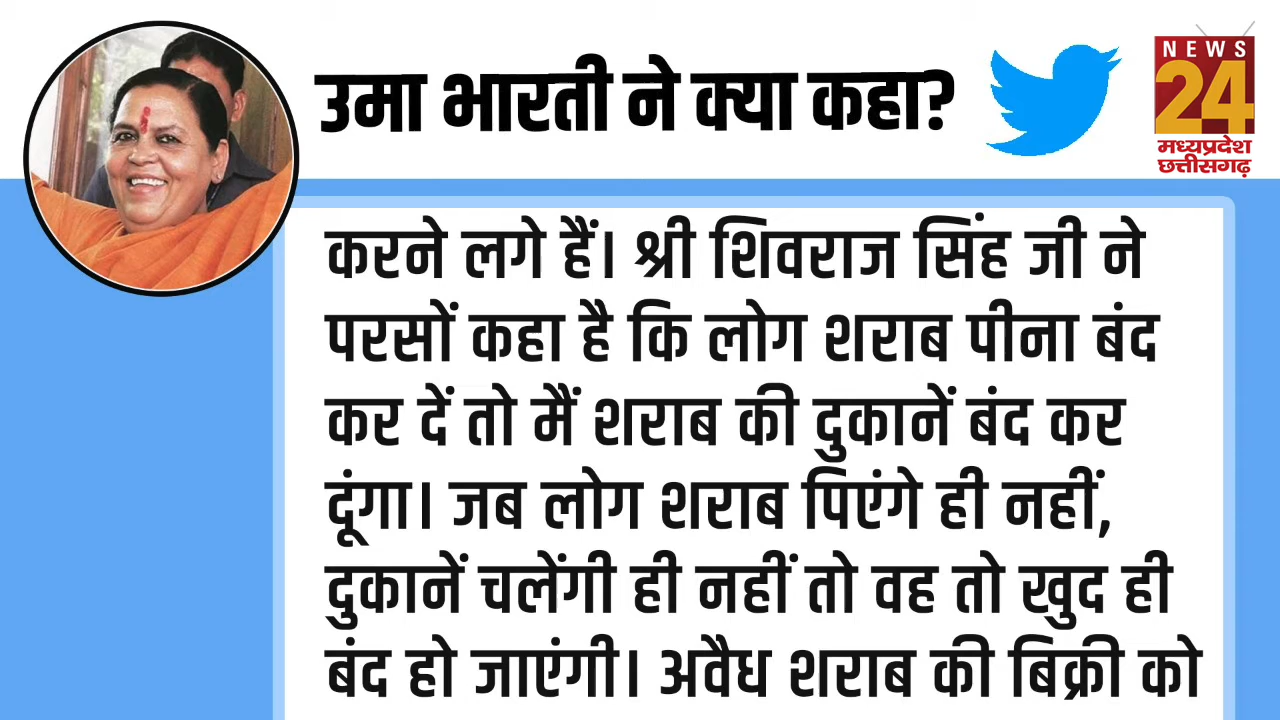 उमा भारती ने क्या कहा?
NEWS
24
मध्यप्रदेश
छत्तीसगढ़
करने लगे हैं। श्री शिवराज सिंह जी ने
परसों कहा है कि लोग शराब पीना बंद
कर दें तो मैं शराब की दुकानें बंद कर
दूंगा। जब लोग शराब पिएंगे ही नहीं,
दुकानें चलेंगी ही नहीं तो वह तो खुद ही
बंद हो जाएंगी। अवैध शराब की बिक्री को